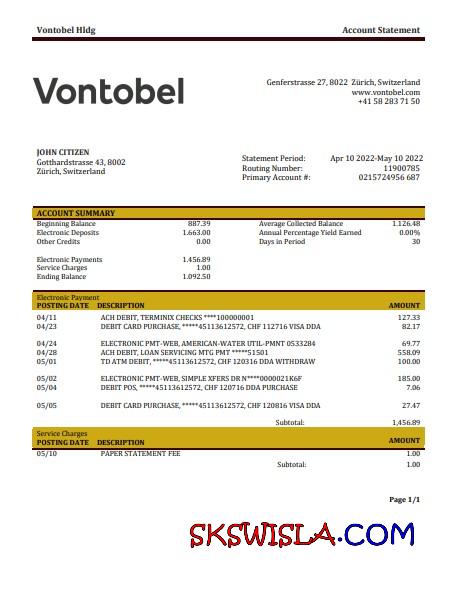 Vontobel Hldg Account Statement
Vontobel
Genferstrasse 27, 8022 Zürich, Switzerland
www.vontobel.com
+41 58 283 71 50
JOHN CITIZEN
Gotthardstrasse 43, 8002
Zürich, Switzerland
Statement Period: Apr 10 2022-May 10 2022
Routing Number: 11900785
Primary Account #: 0215724956 687
ACCOUNT SUMMARY
Beginning Balance 887.39 Average Collected Balance 1.126.48
Electronic Deposits 1.663.00 Annual Percentage Yield Earned 0.00%
Other Credits 0.00 Days in Period 30
Electronic Payments 1.456.89
Service Charges 1.00
Ending Balance 1.092.50
Electronic Payment
POSTING DATE DESCRIPTION AMOUNT
04/11 ACH DEBIT, TERMINIX CHECKS ****100000001 127.33
04/23 DEBIT CARD PURCHASE, *****45113612572, CHF 112716 VISA DDA 82.17
04/24 ELECTRONIC PMT-WEB, AMERICAN-WATER UTIL-PMNT 0533284 69.77
04/28 ACH DEBIT, LOAN SERVICING MTG PMT *****51501 558.09
05/01 TD ATM DEBIT, *****45113612572, CHF 120316 DDA WITHDRAW 100.00
05/02 ELECTRONIC PMT-WEB, SIMPLE XFERS DR N****0000021K6F 185.00
05/04 DEBIT POS, *****45113612572, CHF 120716 DDA PURCHASE 7.06
05/05 DEBIT CARD PURCHASE, *****45113612572, CHF 120816 VISA DDA 27.47
Subtotal: 1,456.89
Service Charges
POSTING DATE DESCRIPTION AMOUNT
05/10 PAPER STATEMENT FEE 1.00
Subtotal: 1.00
Page 1/1
SKSWISLA.COM